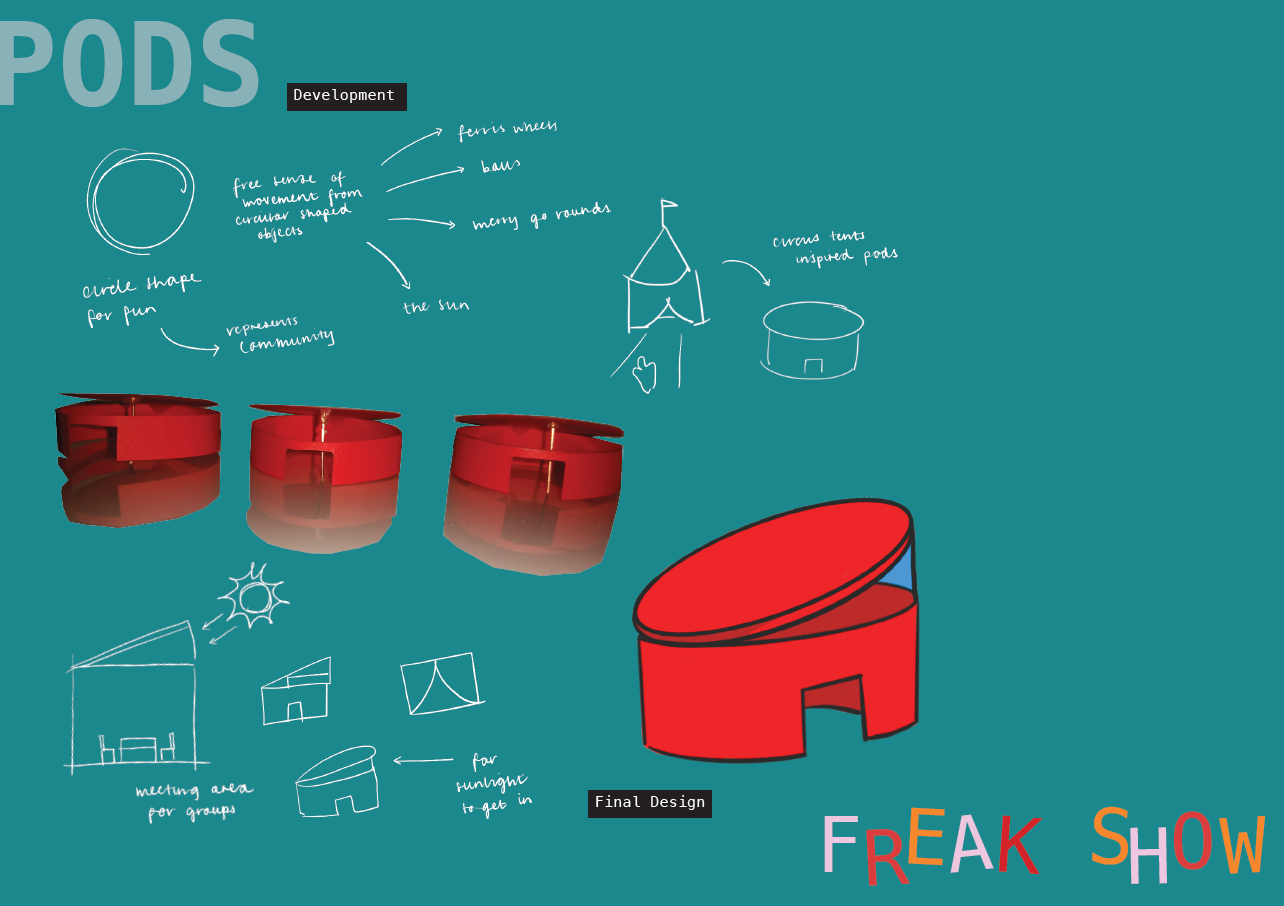 PODS
Development
ferris wheels
balls
free sense of
movement from
circular shaped
objects
merry go rounds
the sun
circle shape
for fun
represents
community
circus tents
inspired pods
meeting area
for groups
for
sunlight
to get in
Final Design
FREAK SHOW